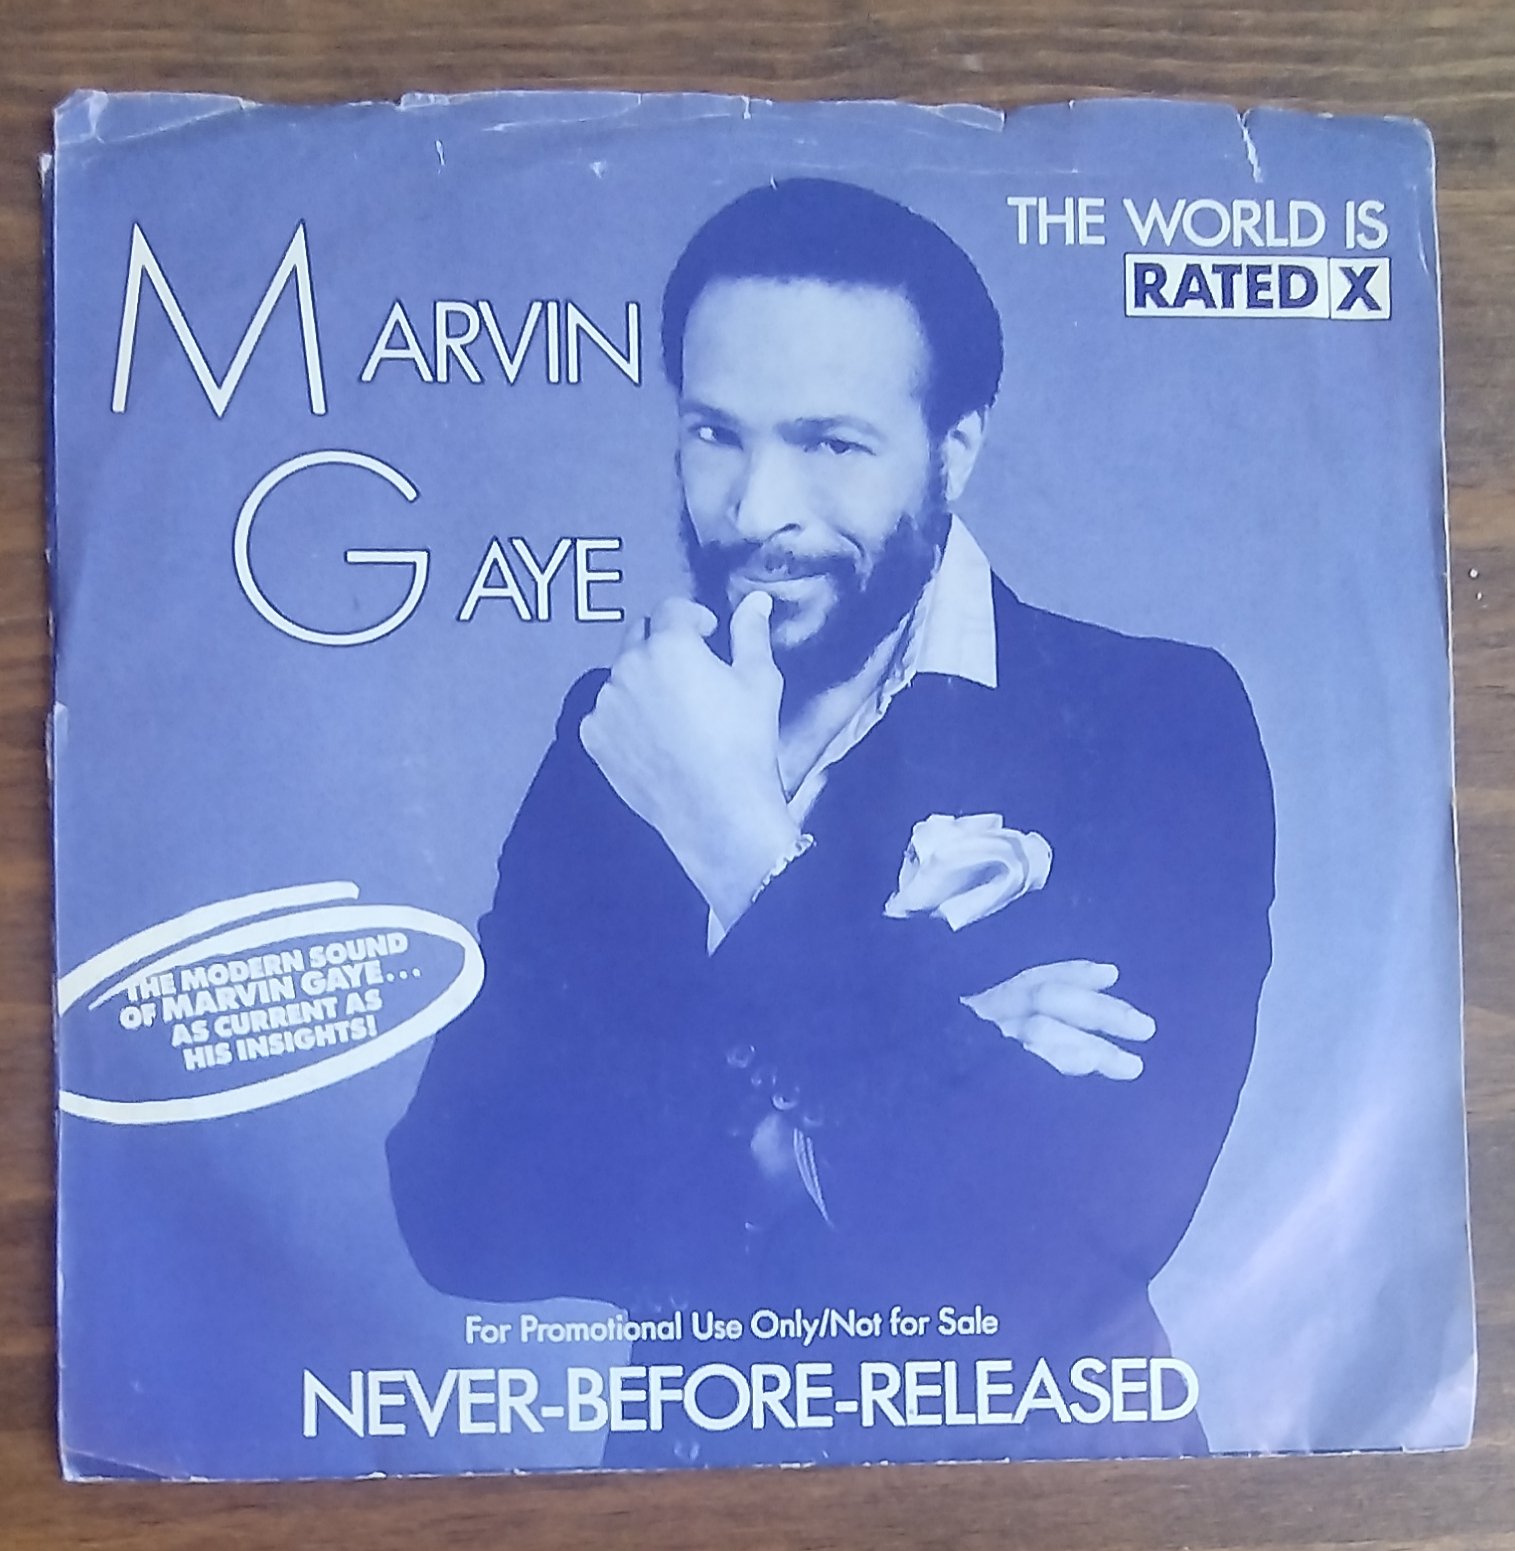 MARVIN
GAYE
THE WORLD IS
RATED X
THE MODERN SOUND
OF MARVIN GAYE...
AS CURRENT AS
HIS INSIGHTS!
For Promotional Use Only/Not for Sale
NEVER-BEFORE-RELEASED